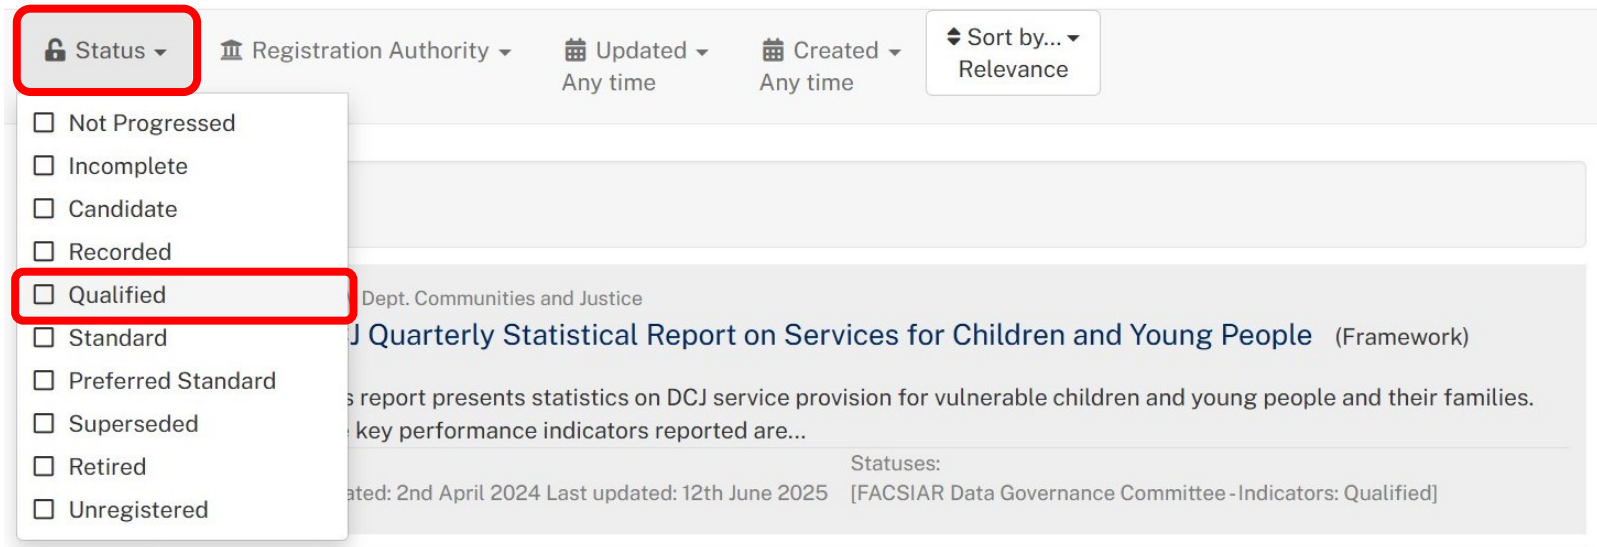 Status
Registration Authority
Updated
Any time
Created
Any time
Sort by...
Relevance
Not Progressed
Incomplete
Candidate
Recorded
Qualified
Standard
Preferred Standard
Superseded
Retired
Unregistered
Dept. Communities and Justice
J Quarterly Statistical Report on Services for Children and Young People (Framework)
s report presents statistics on DCJ service provision for vulnerable children and young people and their families.
key performance indicators reported are...
Statuses:
ated: 2nd April 2024 Last updated: 12th June 2025 [FACSIAR Data Governance Committee - Indicators: Qualified]